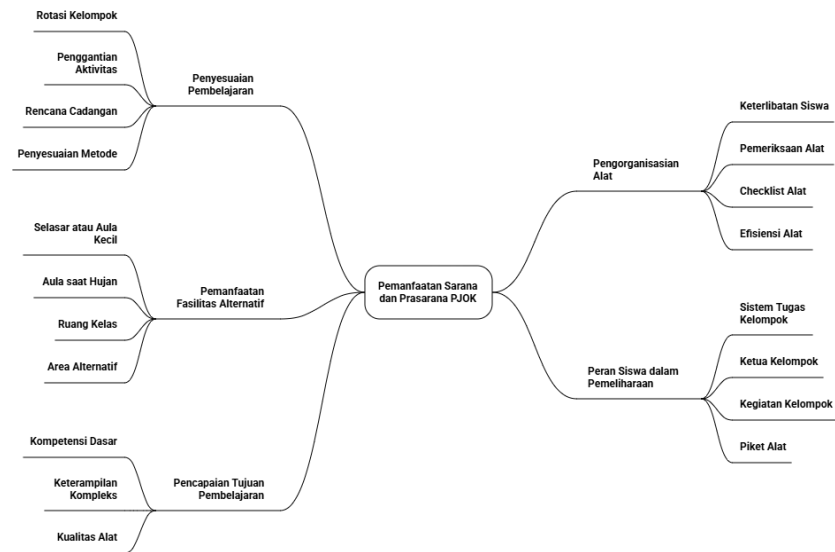 Rotasi Kelompok
Penggantian
Aktivitas
Rencana Cadangan
Penyesuaian Metode
Penyesuaian
Pembelajaran
Selasar atau Aula
Kecil
Aula saat Hujan
Ruang Kelas
Area Alternatif
Pemanfaatan
Fasilitas Alternatif
Kompetensi Dasar
Keterampilan
Kompleks
Kualitas Alat
Pencapaian Tujuan
Pembelajaran
Pemanfaatan Sarana
dan Prasarana PJOK
Pengorganisasian
Alat
Keterlibatan Siswa
Pemeriksaan Alat
Checklist Alat
Efisiensi Alat
Peran Siswa dalam
Pemeliharaan
Sistem Tugas
Kelompok
Ketua Kelompok
Kegiatan Kelompok
Piket Alat